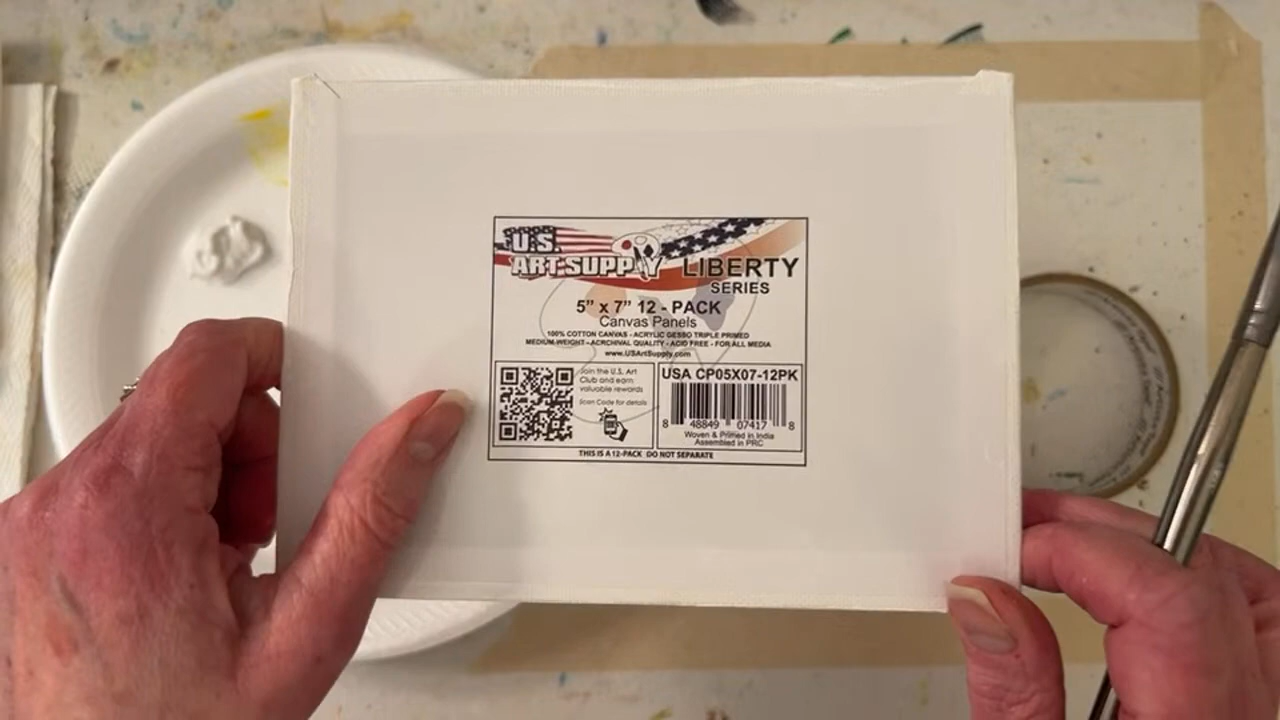 U.S.
ART SUPPLY
LIBERTY
SERIES
5” x 7” 12 - PACK
Canvas Panels
100% COTTON CANVAS - ACRYLIC GESSO TRIPLE PRIMED
MEDIUM-WEIGHT - ACRCHIVAL QUALITY - ACID FREE - FOR ALL MEDIA
www.USArtSupply.com
Join the U.S. Art
Club and earn
valuable rewards
Scan Code for details
USA CP05X07-12PK
8 48849 07417 8
Woven & Primed in India
Assembled in PRC
THIS IS A 12-PACK DO NOT SEPARATE